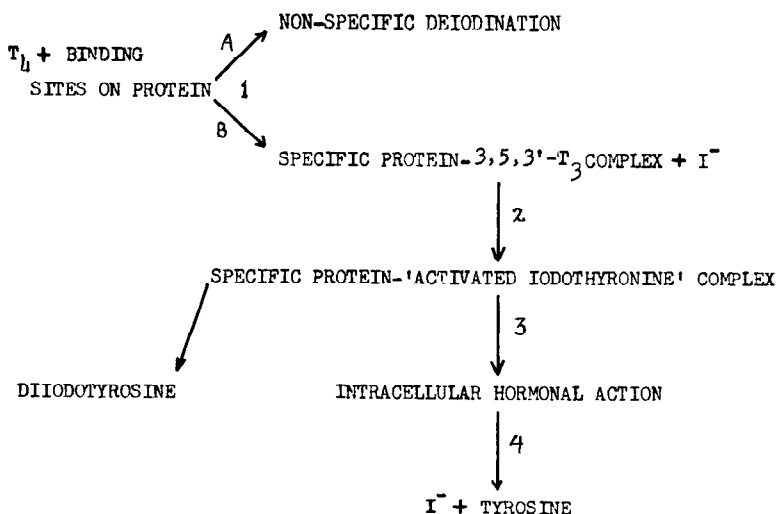 NON-SPECIFIC DEIODINATION
A
T4 + BINDING
SITES ON PROTEIN
1
B
SPECIFIC PROTEIN-3,5,3'-T3 COMPLEX + I-
2
SPECIFIC PROTEIN-'ACTIVATED IODOTHYRONINE' COMPLEX
3
DIIODOTYROSINE
INTRACELLULAR HORMONAL ACTION
4
I- + TYROSINE